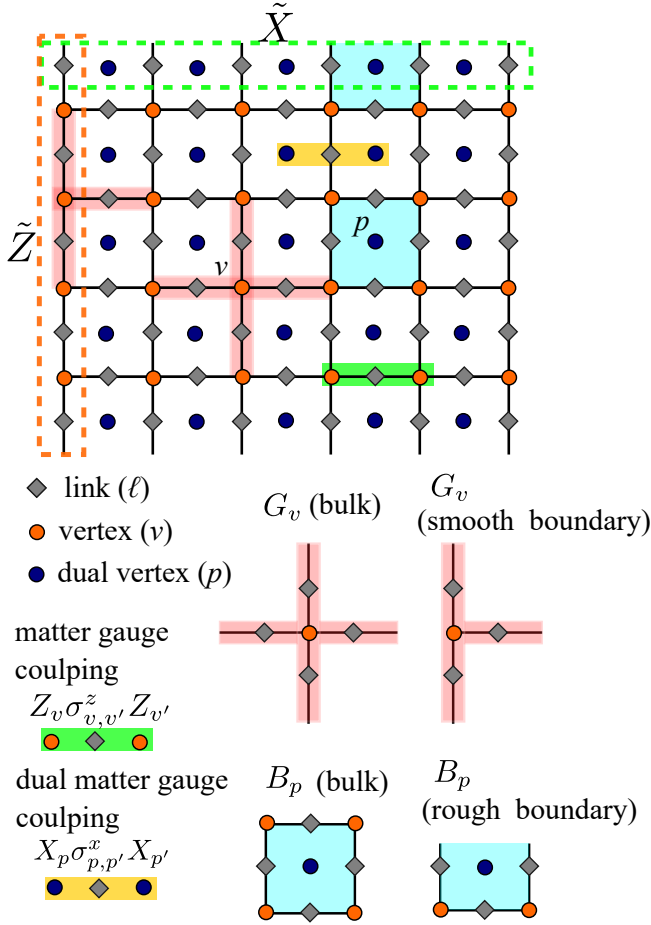 X̃
p
Z̃
v
link (ℓ)
vertex (v)
dual vertex (p)
G_v (bulk)
G_v
(smooth boundary)
matter gauge
coulping
Z_v σ^z_{v,v'} Z_{v'}
dual matter gauge
coulping
X_p σ^x_{p,p'} X_{p'}
B_p (bulk)
B_p
(rough boundary)